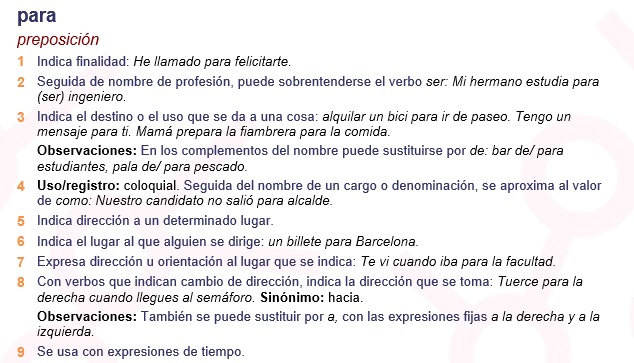 para
preposición
1 Indica finalidad: He llamado para felicitarte.
2 Seguida de nombre de profesión, puede sobrentenderse el verbo ser: Mi hermano estudia para
(ser) ingeniero.
3 Indica el destino o el uso que se da a una cosa: alquilar un bici para ir de paseo. Tengo un
mensaje para ti. Mamá prepara la fiambrera para la comida.
Observaciones: En los complementos del nombre puede sustituirse por de: bar de/ para
estudiantes, pala de/ para pescado.
4 Uso/registro: coloquial. Seguida del nombre de un cargo o denominación, se aproxima al valor
de como: Nuestro candidato no salió para alcalde.
5 Indica dirección a un determinado lugar.
6 Indica el lugar al que alguien se dirige: un billete para Barcelona.
7 Expresa dirección u orientación al lugar que se indica: Te vi cuando iba para la facultad.
8 Con verbos que indican cambio de dirección, indica la dirección que se toma: Tuerce para la
derecha cuando llegues al semáforo. Sinónimo: hacia.
Observaciones: También se puede sustituir por a, con las expresiones fijas a la derecha y a la
izquierda.
9 Se usa con expresiones de tiempo.